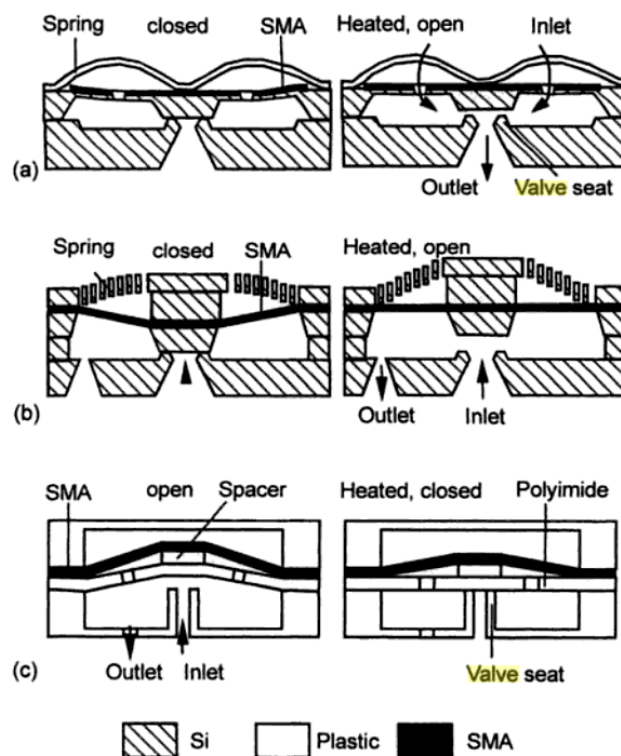 Spring closed SMA
Heated, open Inlet
Outlet Valve seat
(a)
Spring closed SMA
Heated, open
Outlet Inlet
(b)
SMA open Spacer
Heated, closed Polyimide
Outlet Inlet
Valve seat
(c)
Si Plastic SMA